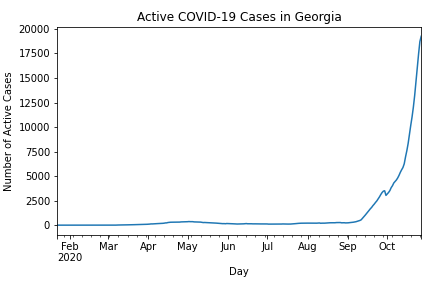 Active COVID-19 Cases in Georgia
Number of Active Cases
20000
17500
15000
12500
10000
7500
5000
2500
0
Feb Mar Apr May Jun Jul Aug Sep Oct
2020
Day